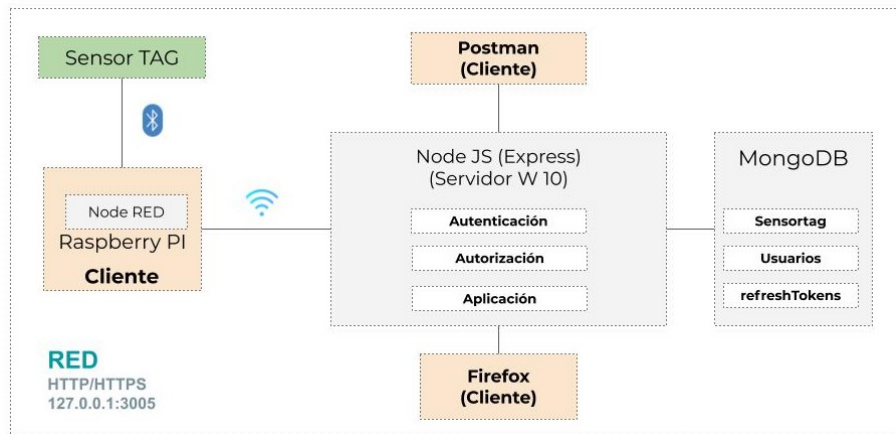 Sensor TAG
Postman
(Cliente)
Node RED
Raspberry PI
Cliente
Node JS (Express)
(Servidor W 10)
Autenticación
Autorización
Aplicación
MongoDB
Sensortag
Usuarios
refreshTokens
RED
HTTP/HTTPS
127.0.0.1:3005
Firefox
(Cliente)